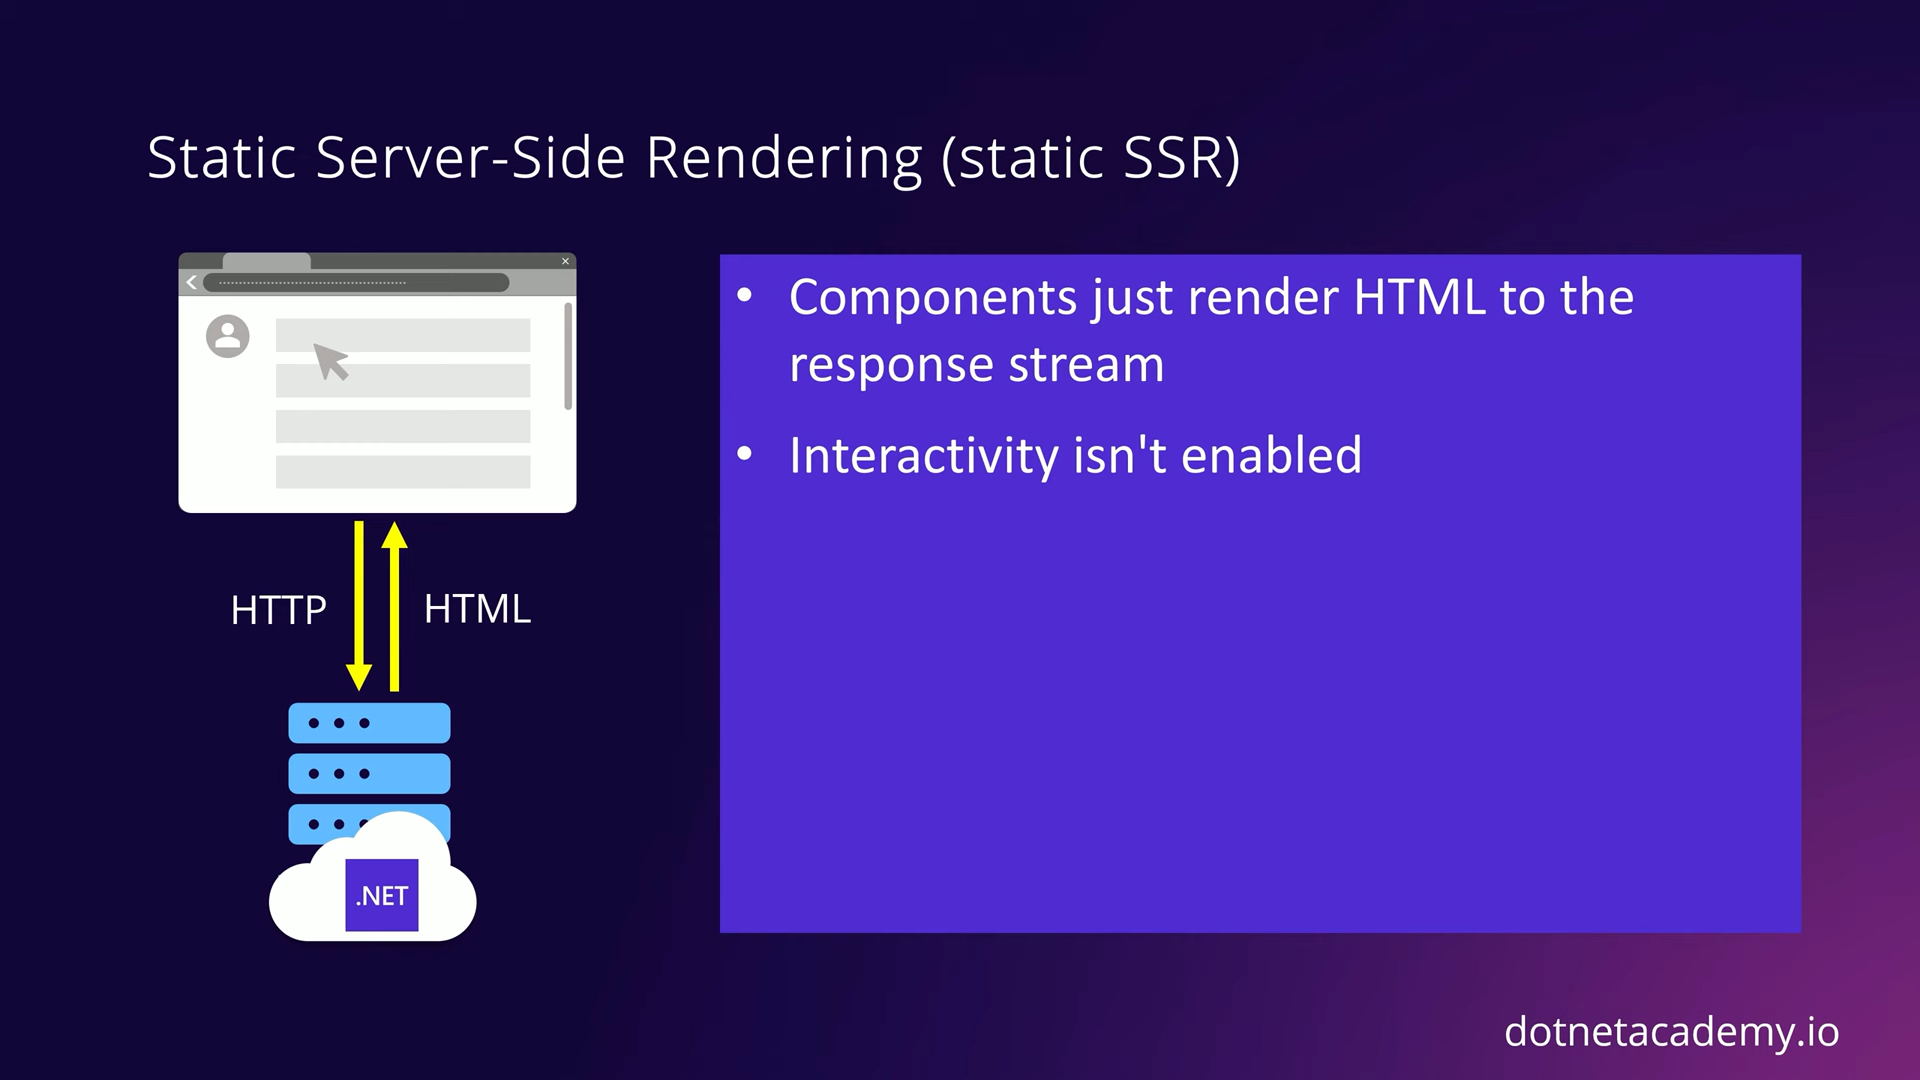 Static Server-Side Rendering (static SSR)
• Components just render HTML to the
response stream
• Interactivity isn't enabled
HTTP
HTML
.NET
dotnetacademy.io